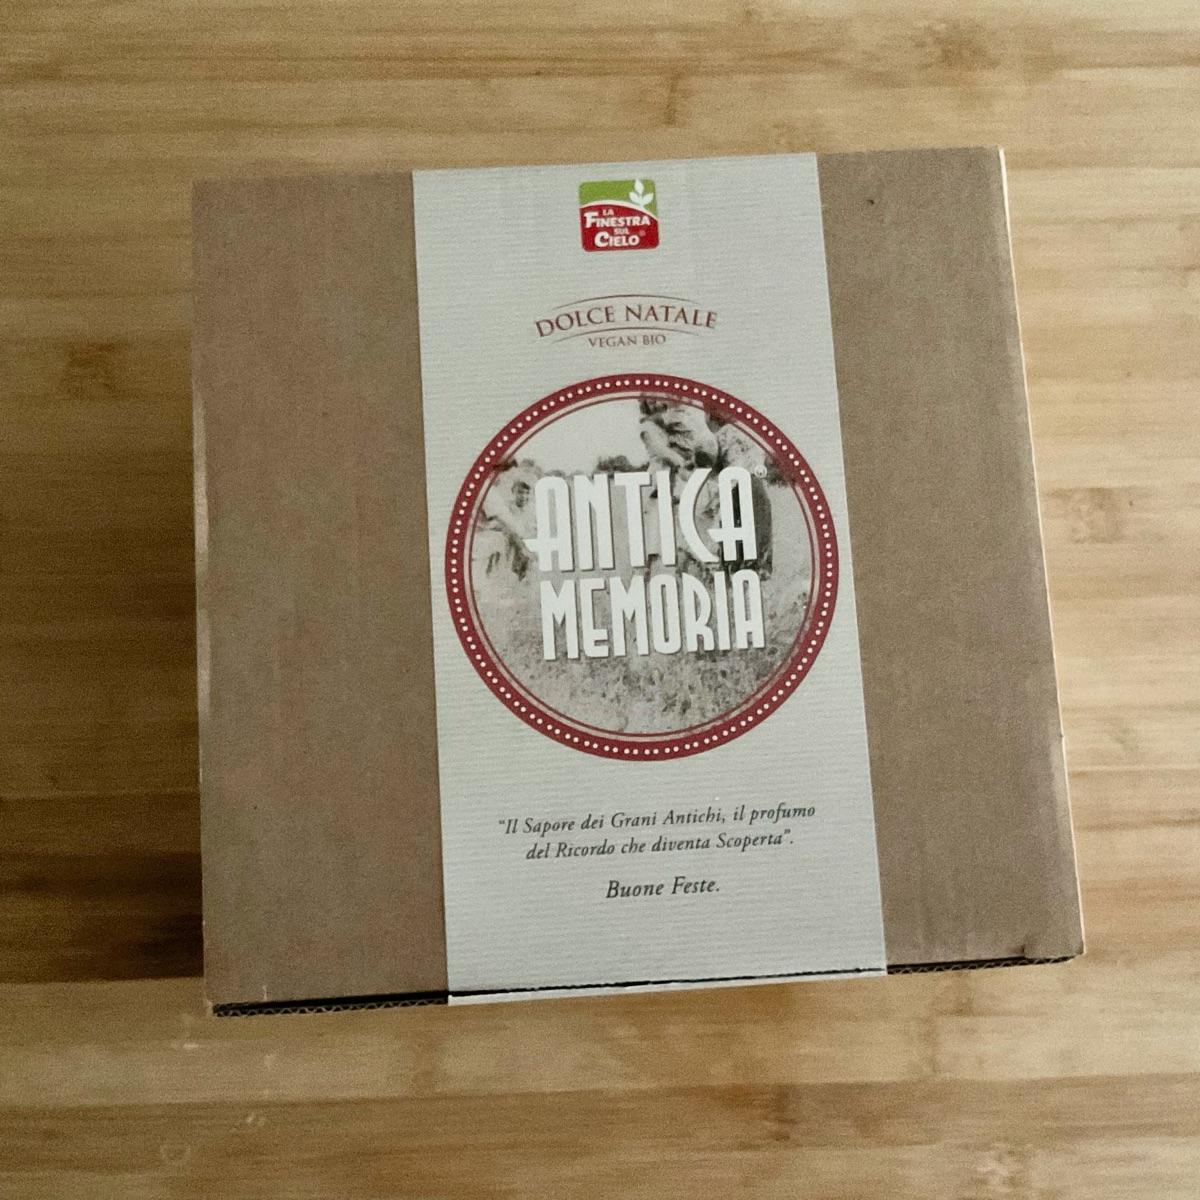 LA
FINESTRA
SUL
CIELO®
DOLCE NATALE
VEGAN BIO
ANTICA®
MEMORIA
“Il Sapore dei Grani Antichi, il profumo
del Ricordo che diventa Scoperta”.
Buone Feste.